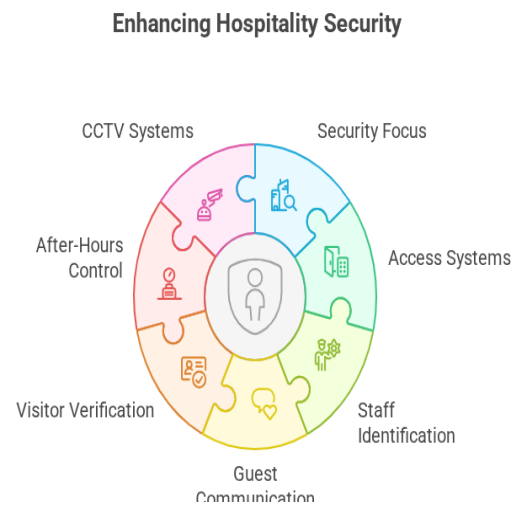 Enhancing Hospitality Security
CCTV Systems
Security Focus
After-Hours
Control
Access Systems
Visitor Verification
Staff
Identification
Guest
Communication